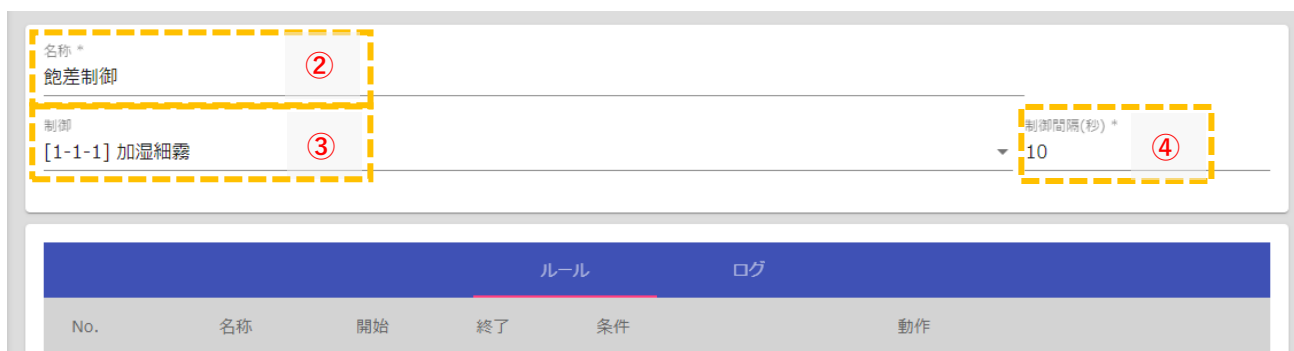 名称 *
飽差制御
②
制御
[1-1-1] 加湿細霧
③
制御間隔(秒) *
10
④
ルール ログ
No. 名称 開始 終了 条件 動作